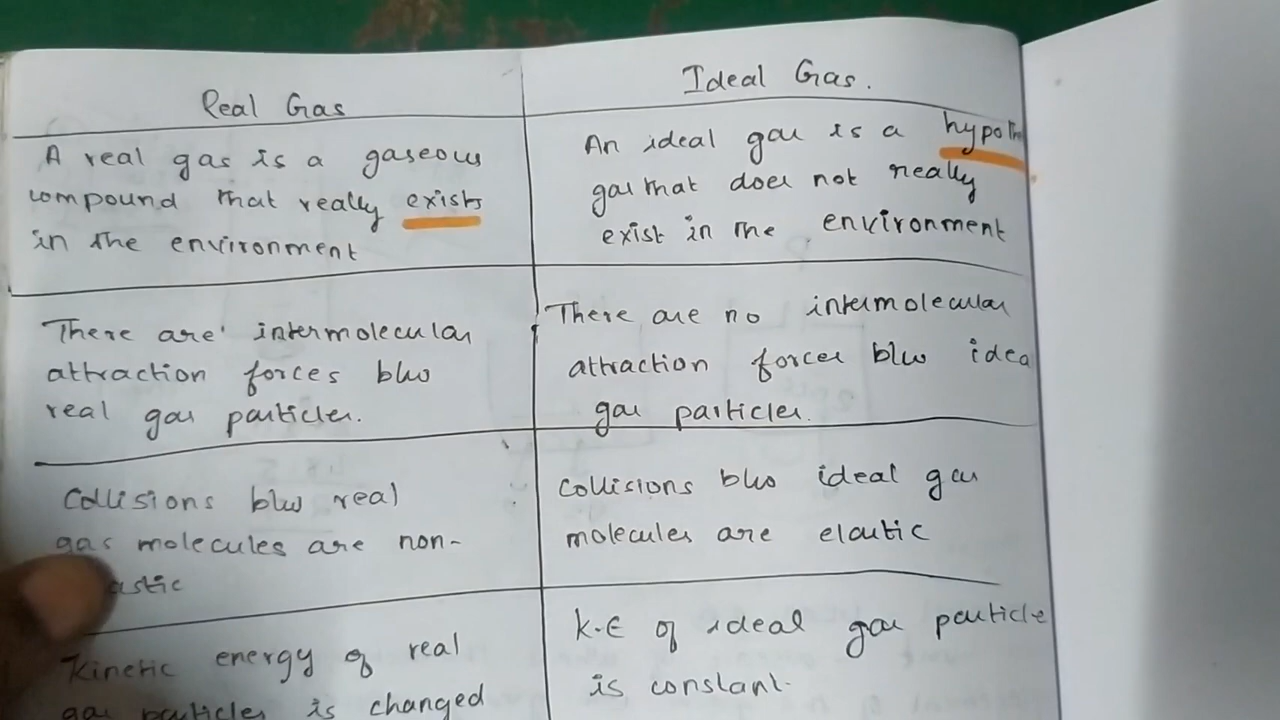 Real Gas
A real gas is a gaseous
compound that really exists
in the environment
There are intermolecular
attraction forces b/w
real gas particles.
Collisions b/w real
gas molecules are non-
Kinetic energy of real
gas particles is changed
Ideal Gas.
An ideal gas is a
gas that does not really
exist in the environment
There are no intermolecular
attraction forces b/w
gas particles.
Collisions b/w ideal gas
molecules are elastic
K.E of ideal gas particle
is constant.